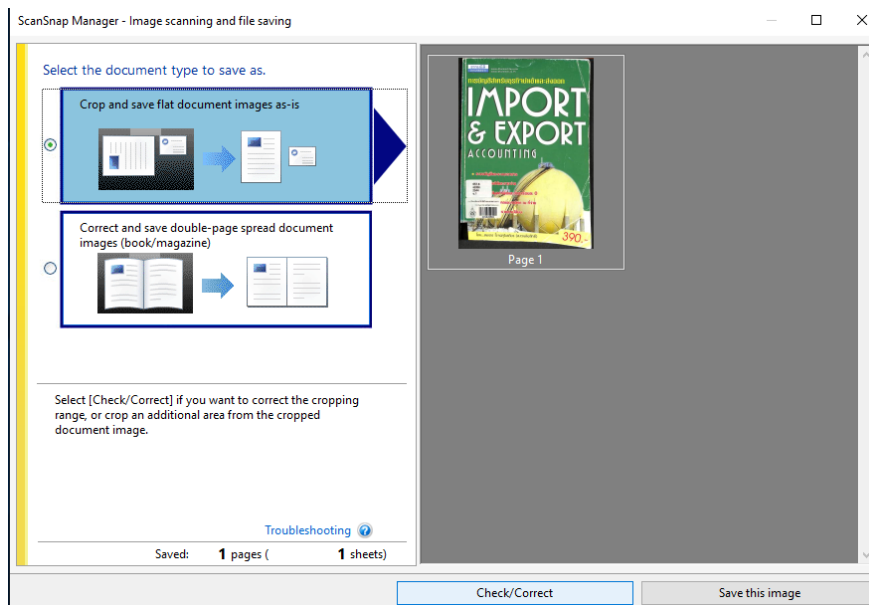 ScanSnap Manager - Image scanning and file saving
Select the document type to save as.
Crop and save flat document images as-is
Correct and save double-page spread document
images (book/magazine)
Select [Check/Correct] if you want to correct the cropping
range, or crop an additional area from the cropped
document image.
Troubleshooting
Saved: 1 pages ( 1 sheets)
IMPORT
& EXPORT
ACCOUNTING
390.-
Page 1
Check/Correct
Save this image